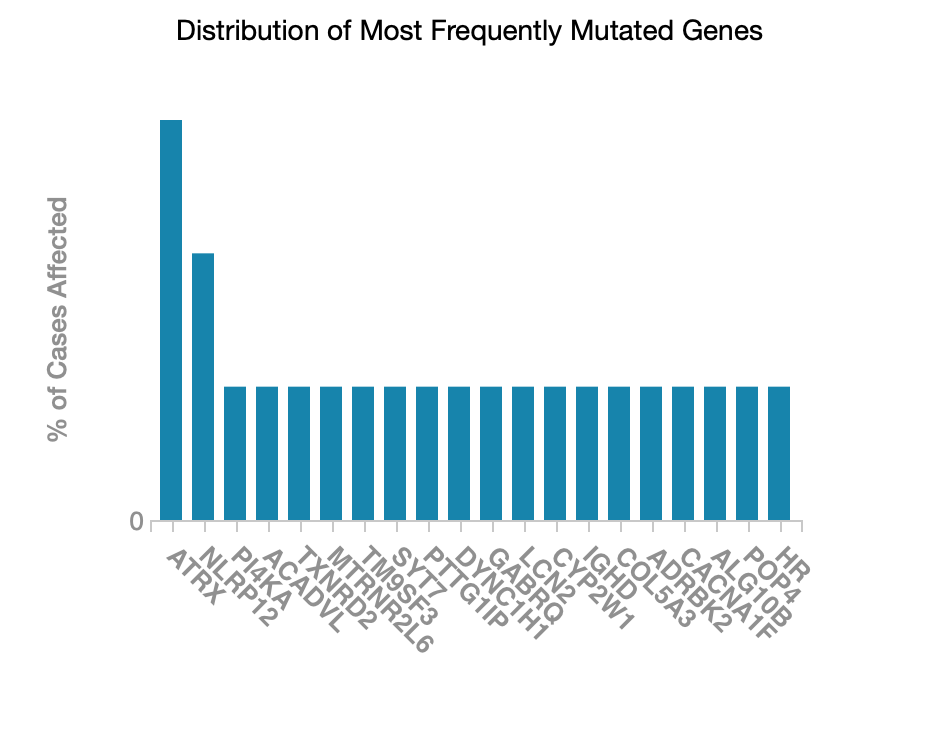 Distribution of Most Frequently Mutated Genes
% of Cases Affected
0
ATRX
NLRP12
PI4KA
ACADVL
TXNRD2
MTRNR2L6
TM9SF3
SYT7
PTTG1IP
DYNC1H1
GABRQ
LCN2
CYP2W1
IGHD
COL5A3
ADRBK2
CACNA1F
ALG10B
POP4
HR